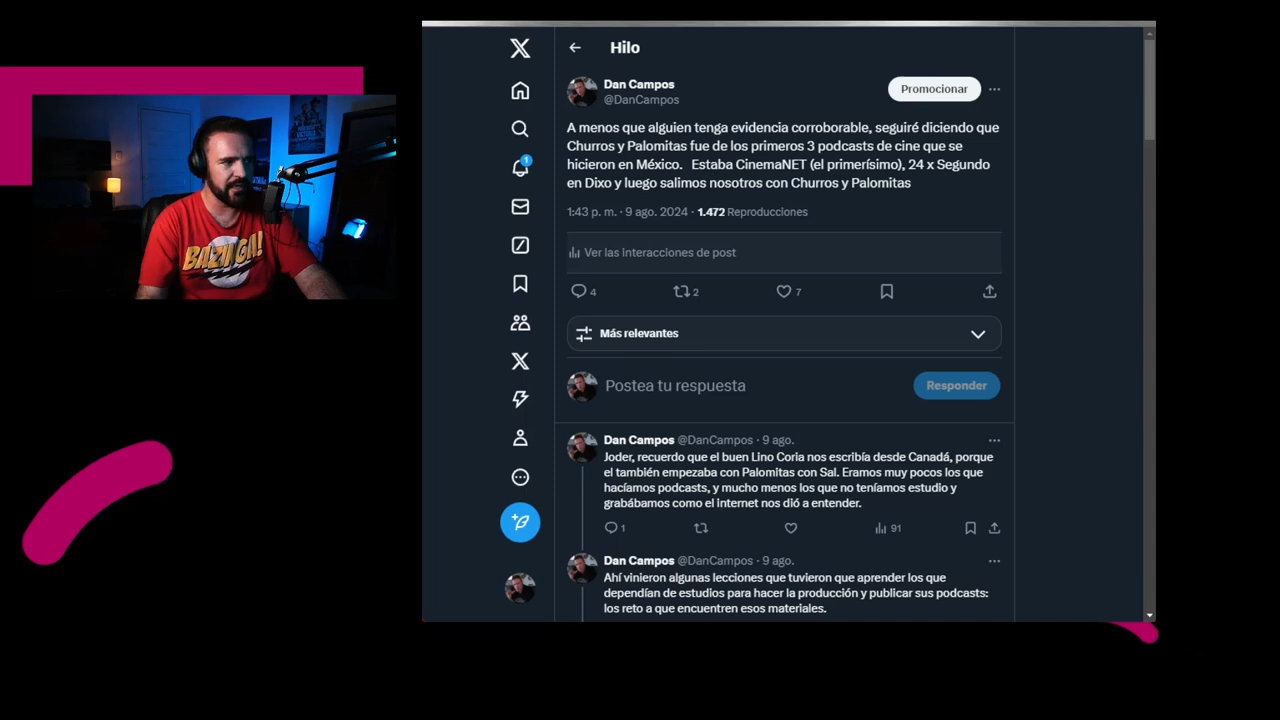 BAZINGA!
Hilo
Dan Campos
@DanCampos
Promocionar
A menos que alguien tenga evidencia corroborable, seguiré diciendo que
Churros y Palomitas fue de los primeros 3 podcasts de cine que se
hicieron en México. Estaba CinemaNET (el primerísimo), 24 x Segundo
en Dixo y luego salimos nosotros con Churros y Palomitas
1:43 p. m. · 9 ago. 2024 · 1.472 Reproducciones
Ver las interacciones de post
4 2 7
Más relevantes
Postea tu respuesta
Responder
Dan Campos @DanCampos · 9 ago.
Joder, recuerdo que el buen Lino Coria nos escribía desde Canadá, porque
el también empezaba con Palomitas con Sal. Eramos muy pocos los que
hacíamos podcasts, y mucho menos los que no teníamos estudio y
grabábamos como el internet nos dió a entender.
1 91
Dan Campos @DanCampos · 9 ago.
Ahí vinieron algunas lecciones que tuvieron que aprender los que
dependían de estudios para hacer la producción y publicar sus podcasts:
los reto a que encuentren esos materiales.
1